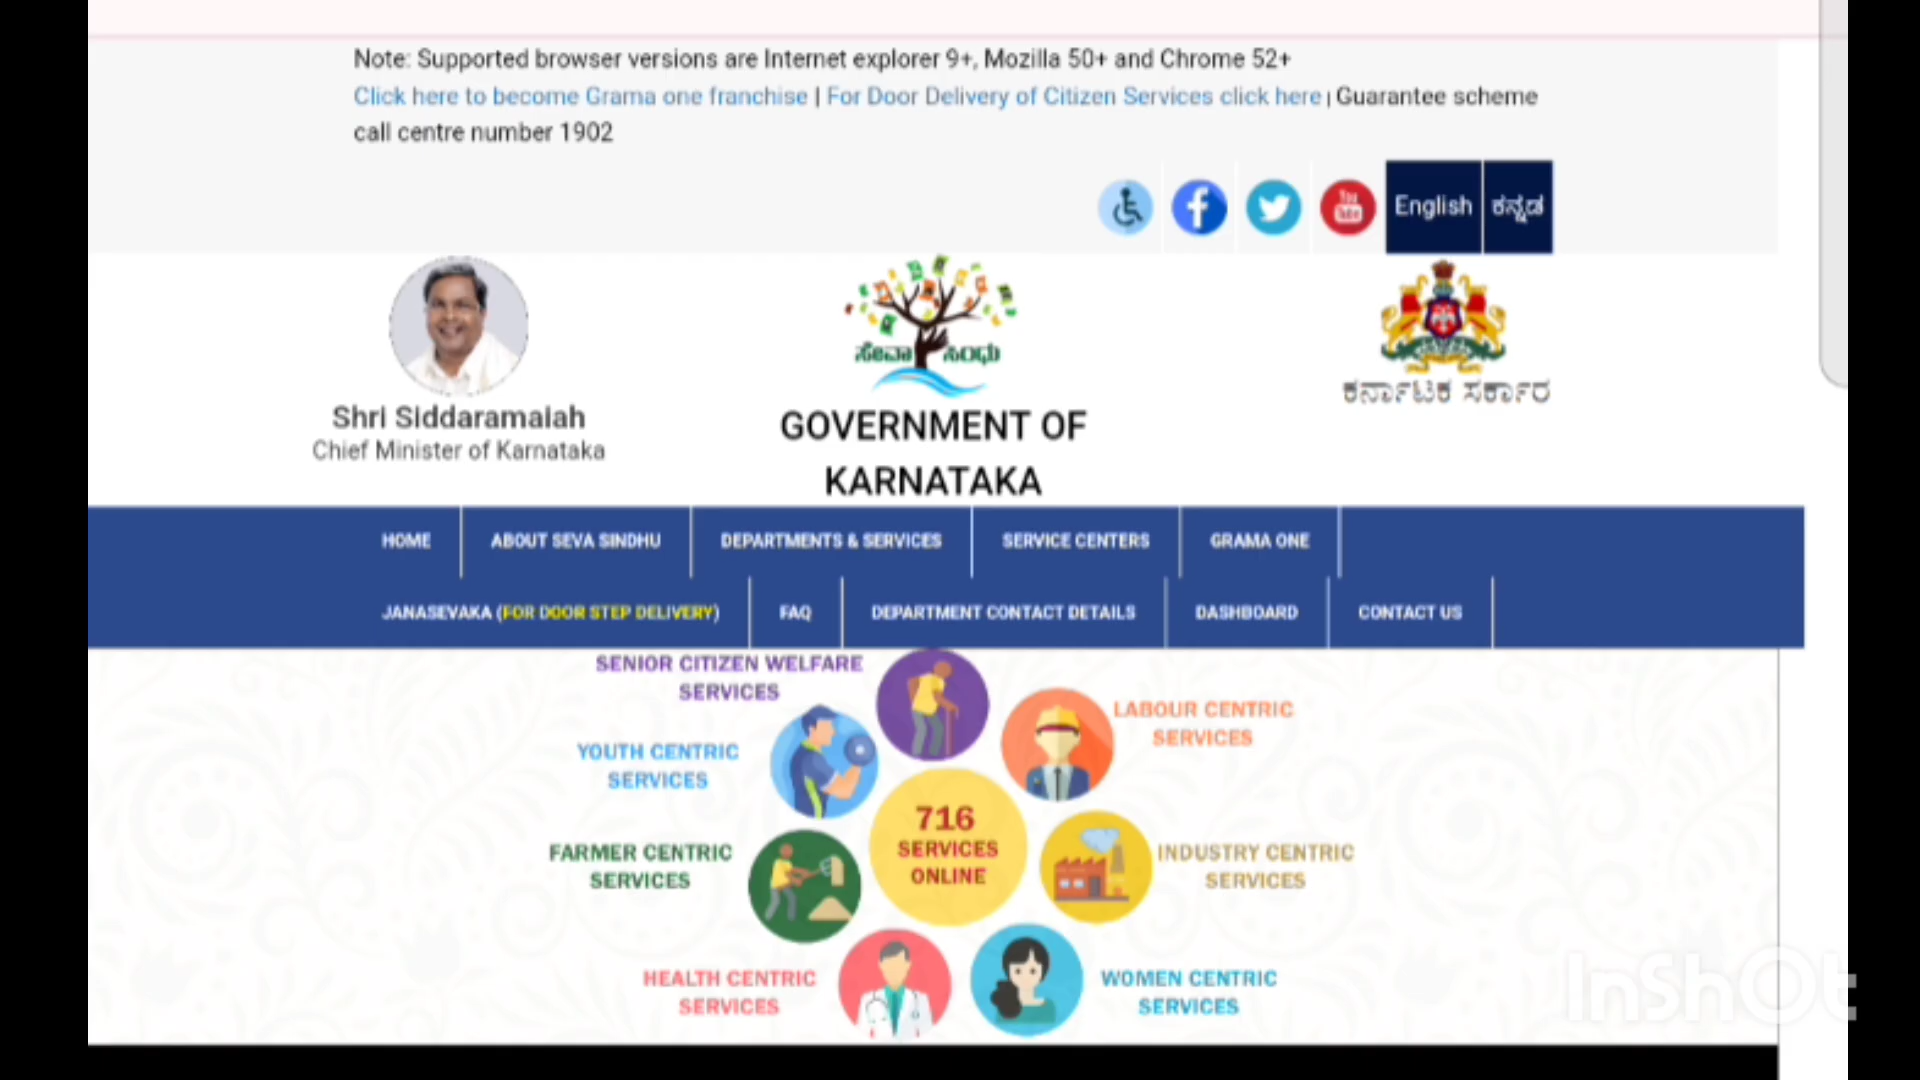 Note: Supported browser versions are Internet explorer 9+, Mozilla 50+ and Chrome 52+
Click here to become Grama one franchise | For Door Delivery of Citizen Services click here | Guarantee scheme
call centre number 1902
You
Tube
English
ಕನ್ನಡ
ಸೇವಾ ಸಿಂಧು
ಕರ್ನಾಟಕ ಸರ್ಕಾರ
Shri Siddaramaiah
Chief Minister of Karnataka
GOVERNMENT OF
KARNATAKA
HOME
ABOUT SEVA SINDHU
DEPARTMENTS & SERVICES
SERVICE CENTERS
GRAMA ONE
JANASEVAKA (FOR DOOR STEP DELIVERY)
FAQ
DEPARTMENT CONTACT DETAILS
DASHBOARD
CONTACT US
SENIOR CITIZEN WELFARE
SERVICES
LABOUR CENTRIC
SERVICES
YOUTH CENTRIC
SERVICES
716
SERVICES
ONLINE
FARMER CENTRIC
SERVICES
INDUSTRY CENTRIC
SERVICES
HEALTH CENTRIC
SERVICES
WOMEN CENTRIC
SERVICES
InShOt